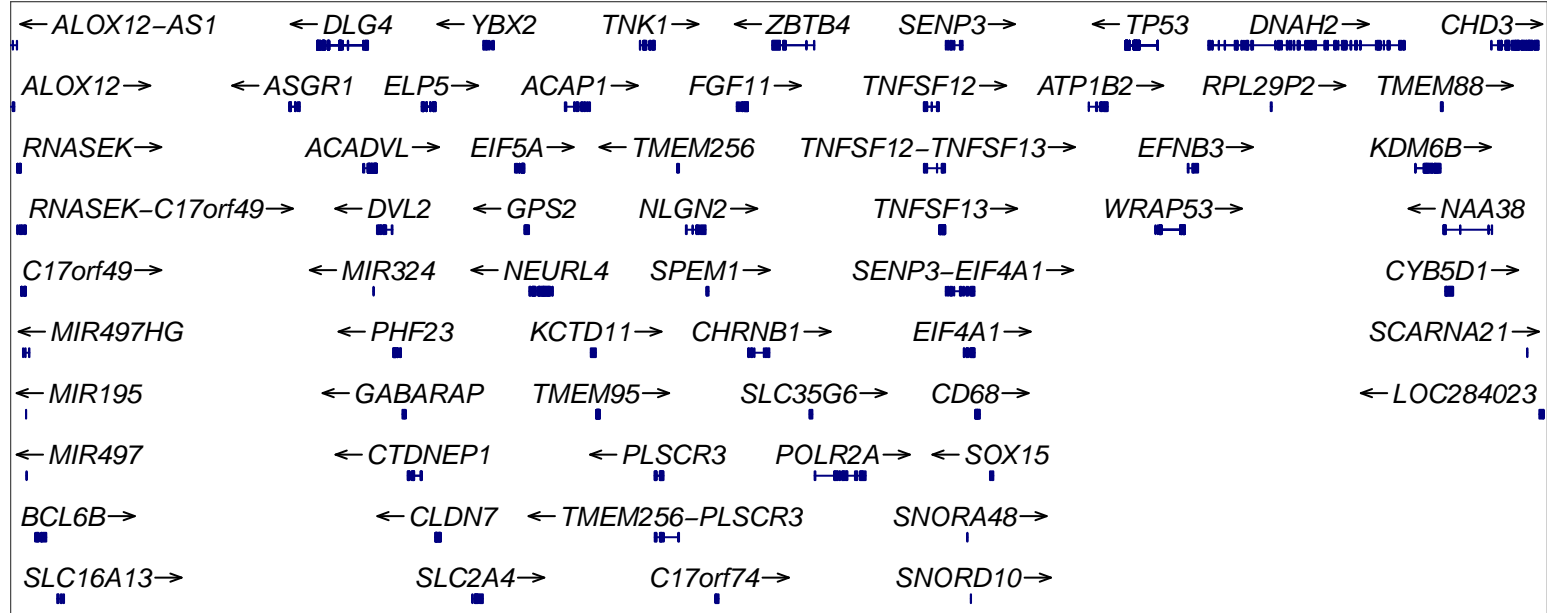 ←ALOX12−AS1 ←DLG4 ←YBX2 TNK1→ ←ZBTB4 SENP3→ ←TP53 DNAH2→ CHD3→
ALOX12→ ←ASGR1 ELP5→ ACAP1→ FGF11→ TNFSF12→ ATP1B2→ RPL29P2→ TMEM88→
RNASEK→ ACADVL→ EIF5A→ ←TMEM256 TNFSF12−TNFSF13→ EFNB3→ KDM6B→
RNASEK−C17orf49→ ←DVL2 ←GPS2 NLGN2→ TNFSF13→ WRAP53→ ←NAA38
C17orf49→ ←MIR324 ←NEURL4 SPEM1→ SENP3−EIF4A1→ CYB5D1→
←MIR497HG ←PHF23 KCTD11→ CHRNB1→ EIF4A1→ SCARNA21→
←MIR195 ←GABARAP TMEM95→ SLC35G6→ CD68→ ←LOC284023
←MIR497 ←CTDNEP1 ←PLSCR3 POLR2A→ ←SOX15
BCL6B→ ←CLDN7 ←TMEM256−PLSCR3 SNORA48→
SLC16A13→ SLC2A4→ C17orf74→ SNORD10→